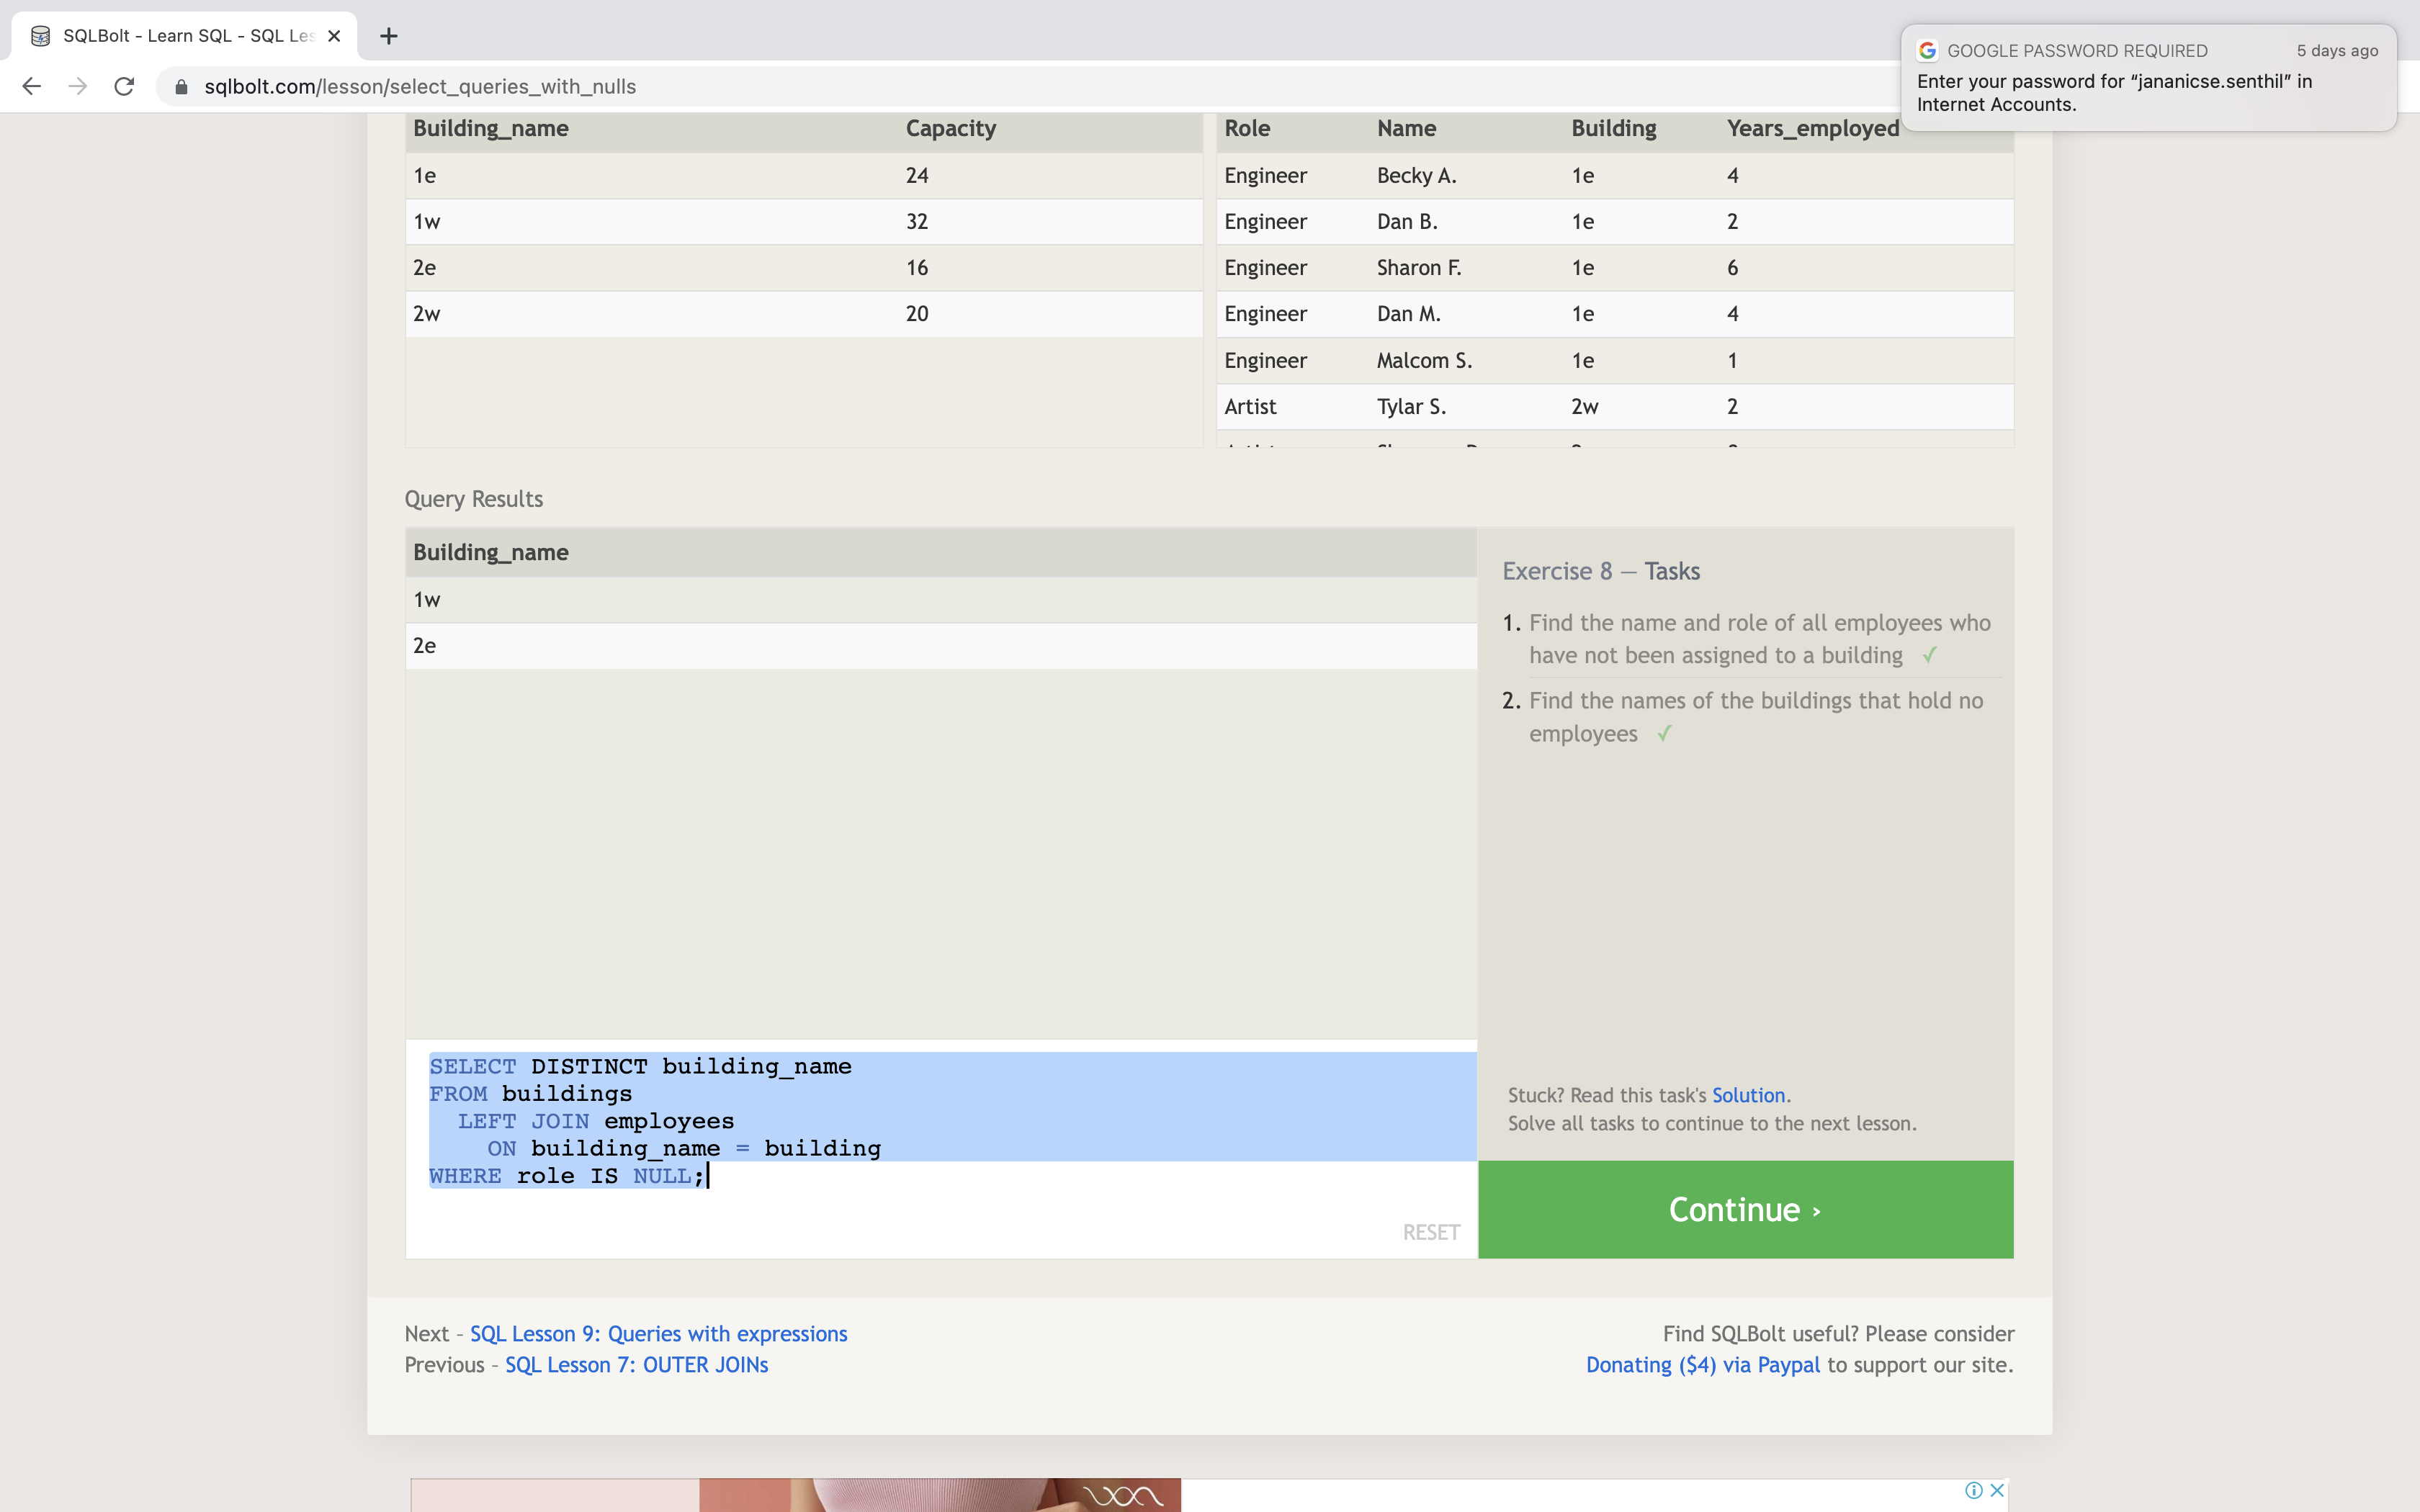 SQLBolt - Learn SQL - SQL Les
sqlbolt.com/lesson/select_queries_with_nulls
GOOGLE PASSWORD REQUIRED 5 days ago
Enter your password for “jananicse.senthil” in
Internet Accounts.
Building_name Capacity
1e 24
1w 32
2e 16
2w 20
Role Name Building Years_employed
Engineer Becky A. 1e 4
Engineer Dan B. 1e 2
Engineer Sharon F. 1e 6
Engineer Dan M. 1e 4
Engineer Malcom S. 1e 1
Artist Tylar S. 2w 2
Query Results
Building_name
1w
2e
Exercise 8 — Tasks
1. Find the name and role of all employees who
have not been assigned to a building ✓
2. Find the names of the buildings that hold no
employees ✓
SELECT DISTINCT building_name
FROM buildings
LEFT JOIN employees
ON building_name = building
WHERE role IS NULL;
RESET
Stuck? Read this task's Solution.
Solve all tasks to continue to the next lesson.
Continue ›
Next – SQL Lesson 9: Queries with expressions
Previous – SQL Lesson 7: OUTER JOINs
Find SQLBolt useful? Please consider
Donating ($4) via Paypal to support our site.